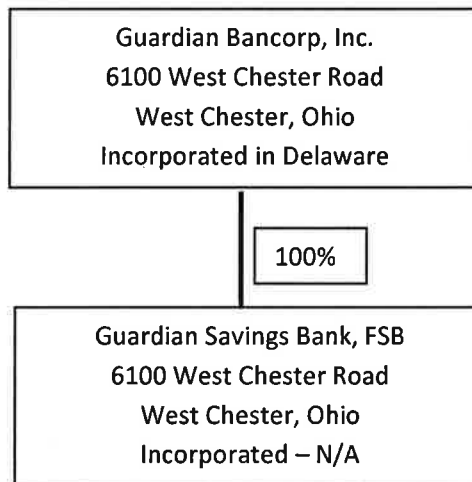 Guardian Bancorp, Inc.
6100 West Chester Road
West Chester, Ohio
Incorporated in Delaware
100%
Guardian Savings Bank, FSB
6100 West Chester Road
West Chester, Ohio
Incorporated – N/A